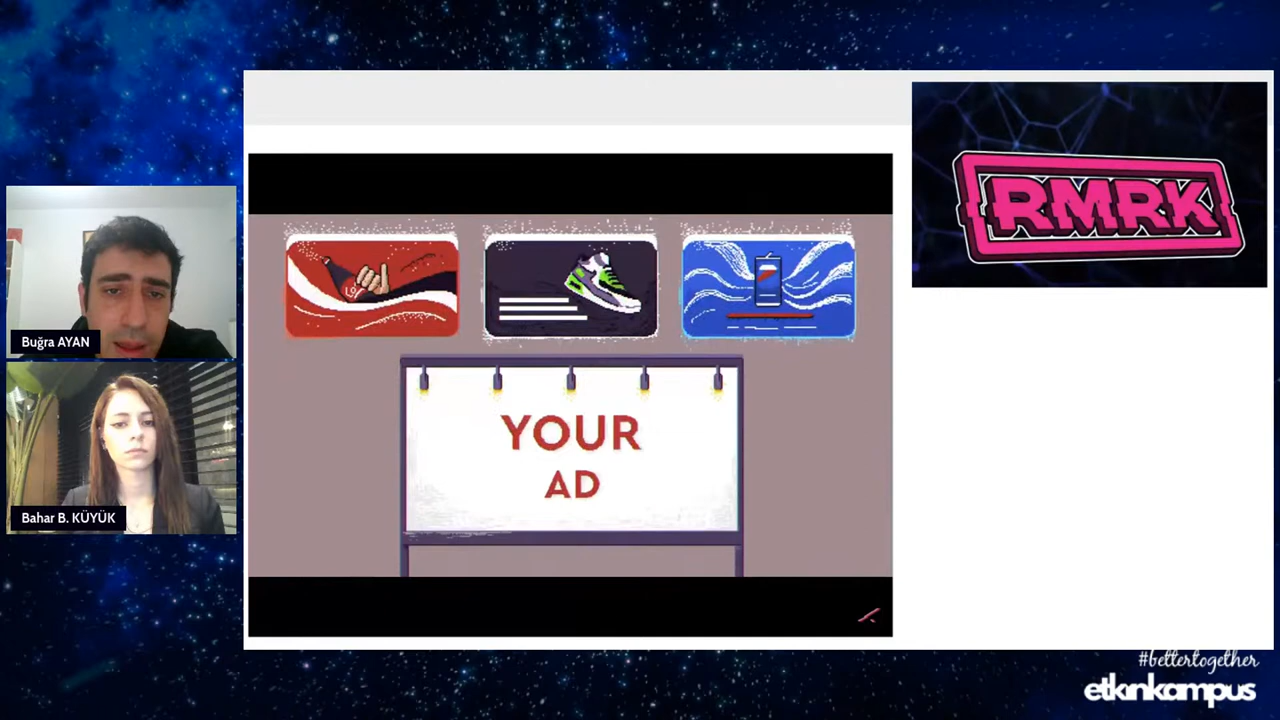 RMRK
Buğra AYAN
Bahar B. KÜYÜK
YOUR
AD
#bettertogether
etkinkampus